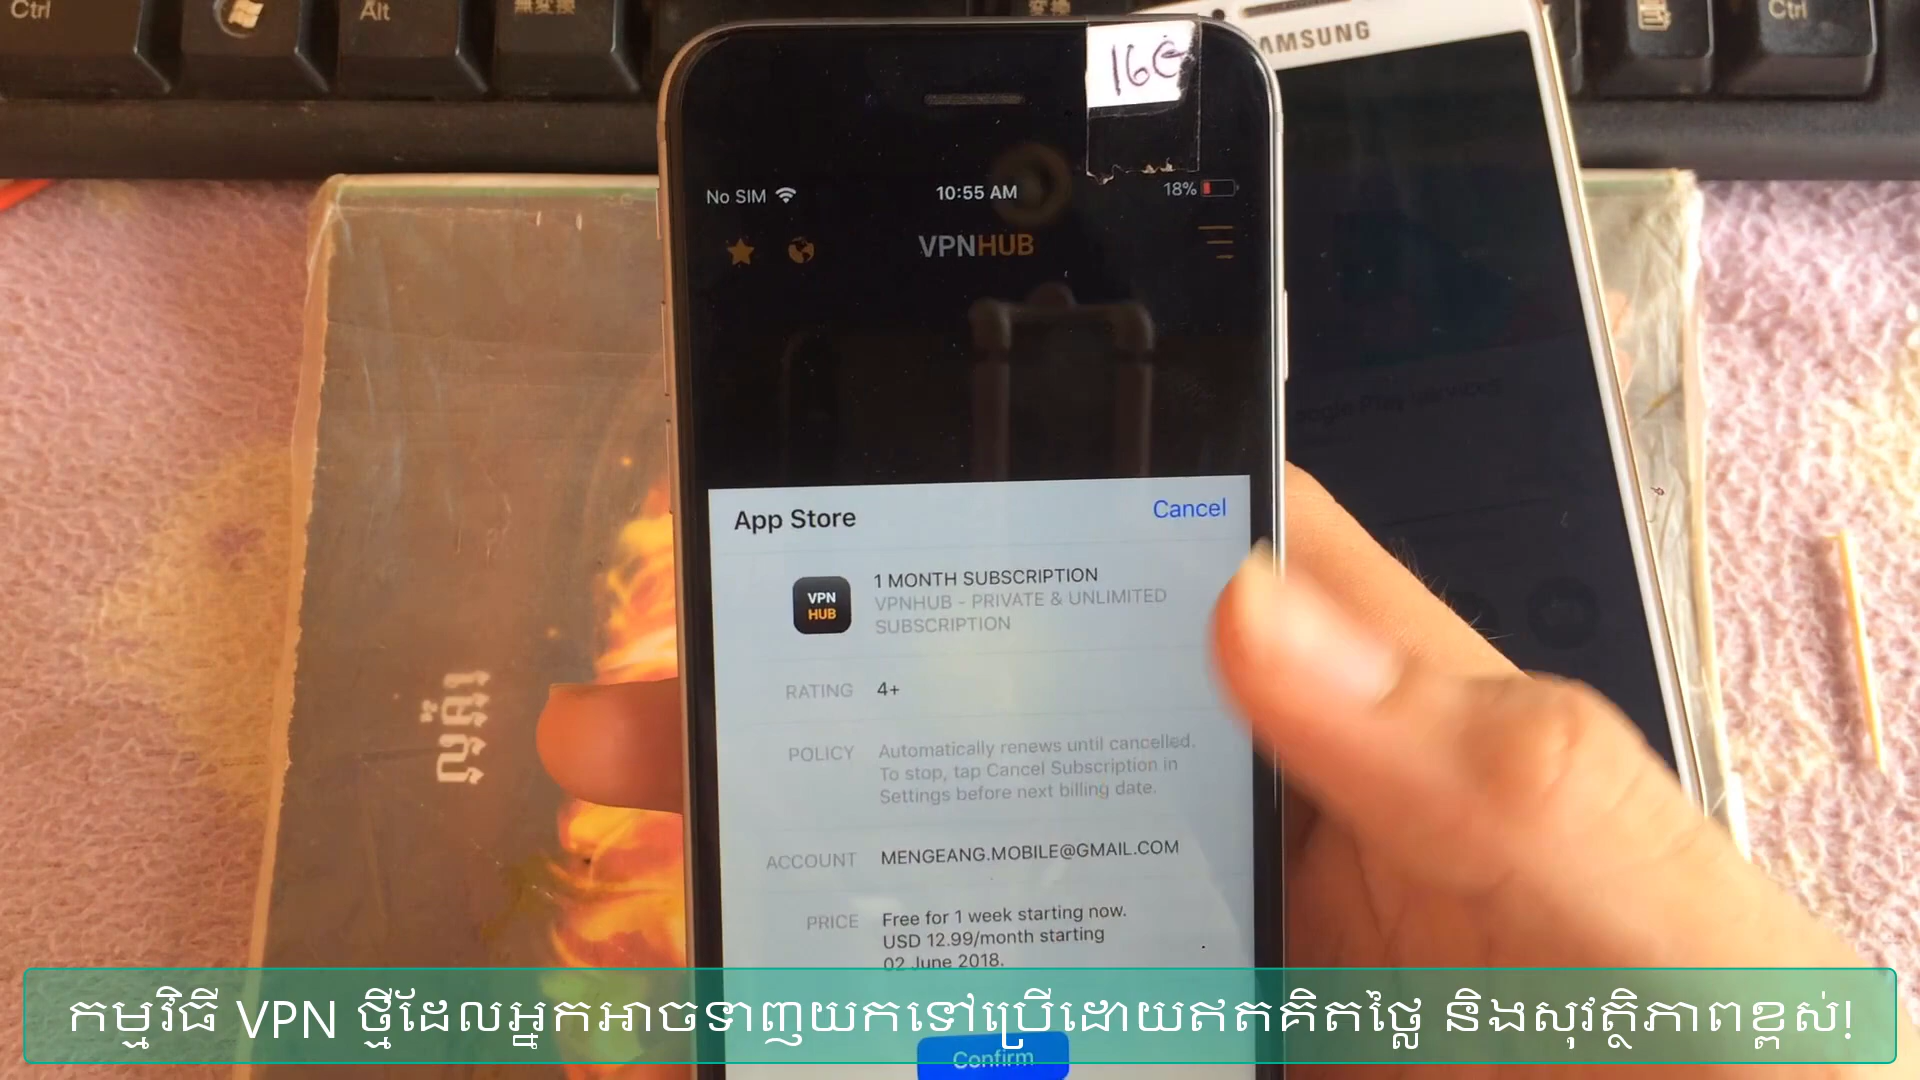 Ctrl
Alt
無変換
変換
Ctrl
SAMSUNG
16e
No SIM
10:55 AM
18%
VPNHUB
App Store
Cancel
VPN
HUB
1 MONTH SUBSCRIPTION
VPNHUB - PRIVATE & UNLIMITED
SUBSCRIPTION
RATING
4+
POLICY
Automatically renews until cancelled.
To stop, tap Cancel Subscription in
Settings before next billing date.
ACCOUNT
MENGEANG.MOBILE@GMAIL.COM
PRICE
Free for 1 week starting now.
USD 12.99/month starting
02 June 2018.
កម្មវិធី VPN ថ្មីដែលអ្នកអាចទាញយកទៅប្រើដោយឥតគិតថ្លៃ និងសុវត្ថិភាពខ្ពស់!
Confirm